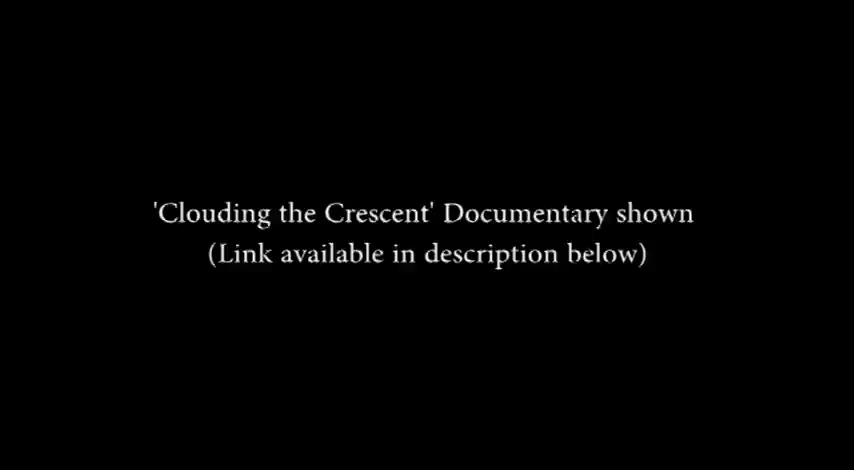 'Clouding the Crescent' Documentary shown
(Link available in description below)